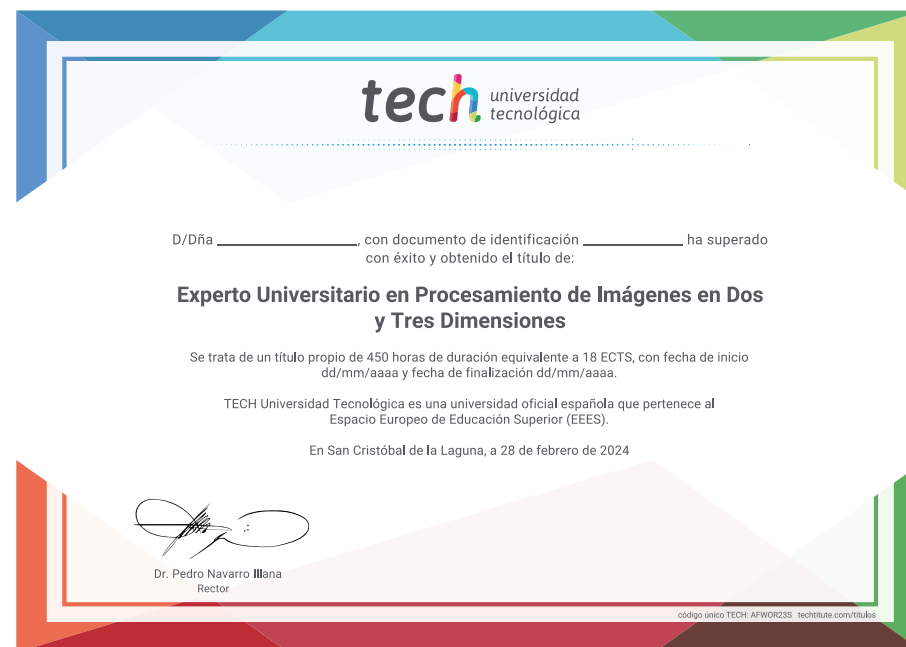 tech universidad
tecnológica
D/Dña ____________________, con documento de identificación ______________ ha superado
con éxito y obtenido el título de:
Experto Universitario en Procesamiento de Imágenes en Dos
y Tres Dimensiones
Se trata de un título propio de 450 horas de duración equivalente a 18 ECTS, con fecha de inicio
dd/mm/aaaa y fecha de finalización dd/mm/aaaa.
TECH Universidad Tecnológica es una universidad oficial española que pertenece al
Espacio Europeo de Educación Superior (EEES).
En San Cristóbal de la Laguna, a 28 de febrero de 2024
Dr. Pedro Navarro Illana
Rector
código único TECH: AFWOR23S techtitute.com/titulos